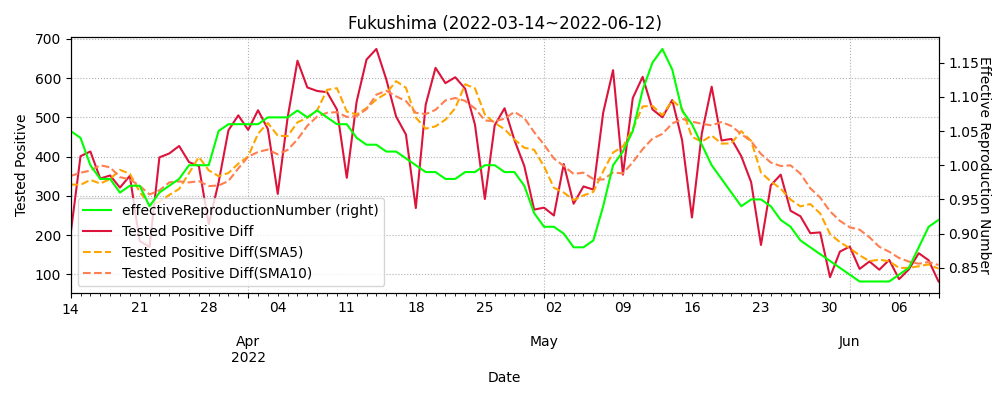 Fukushima (2022-03-14~2022-06-12)
Tested Positive
700
600
500
400
300
200
100
1.15
1.10
1.05
1.00
0.95
0.90
0.85
Effective Reproduction Number
effectiveReproductionNumber (right)
Tested Positive Diff
Tested Positive Diff(SMA5)
Tested Positive Diff(SMA10)
14 21 28 04 11 18 25 02 09 16 23 30 06
Apr May Jun
2022
Date